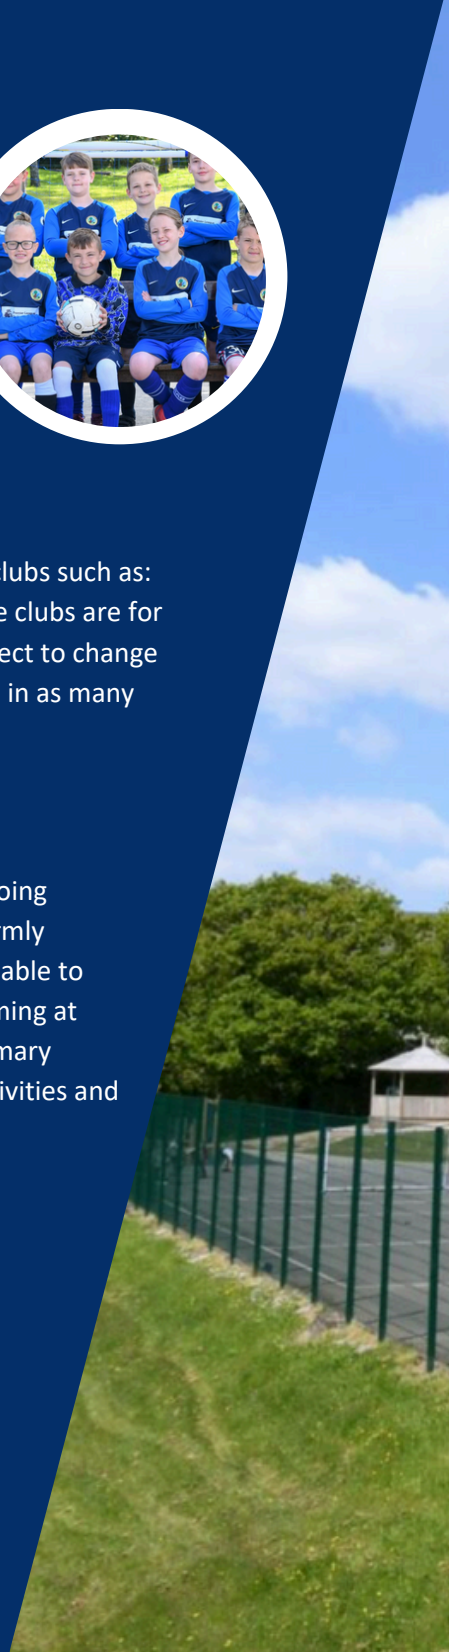 clubs such as:
e clubs are for
ect to change
in as many
oing
rmly
able to
ning at
mary
ivities and